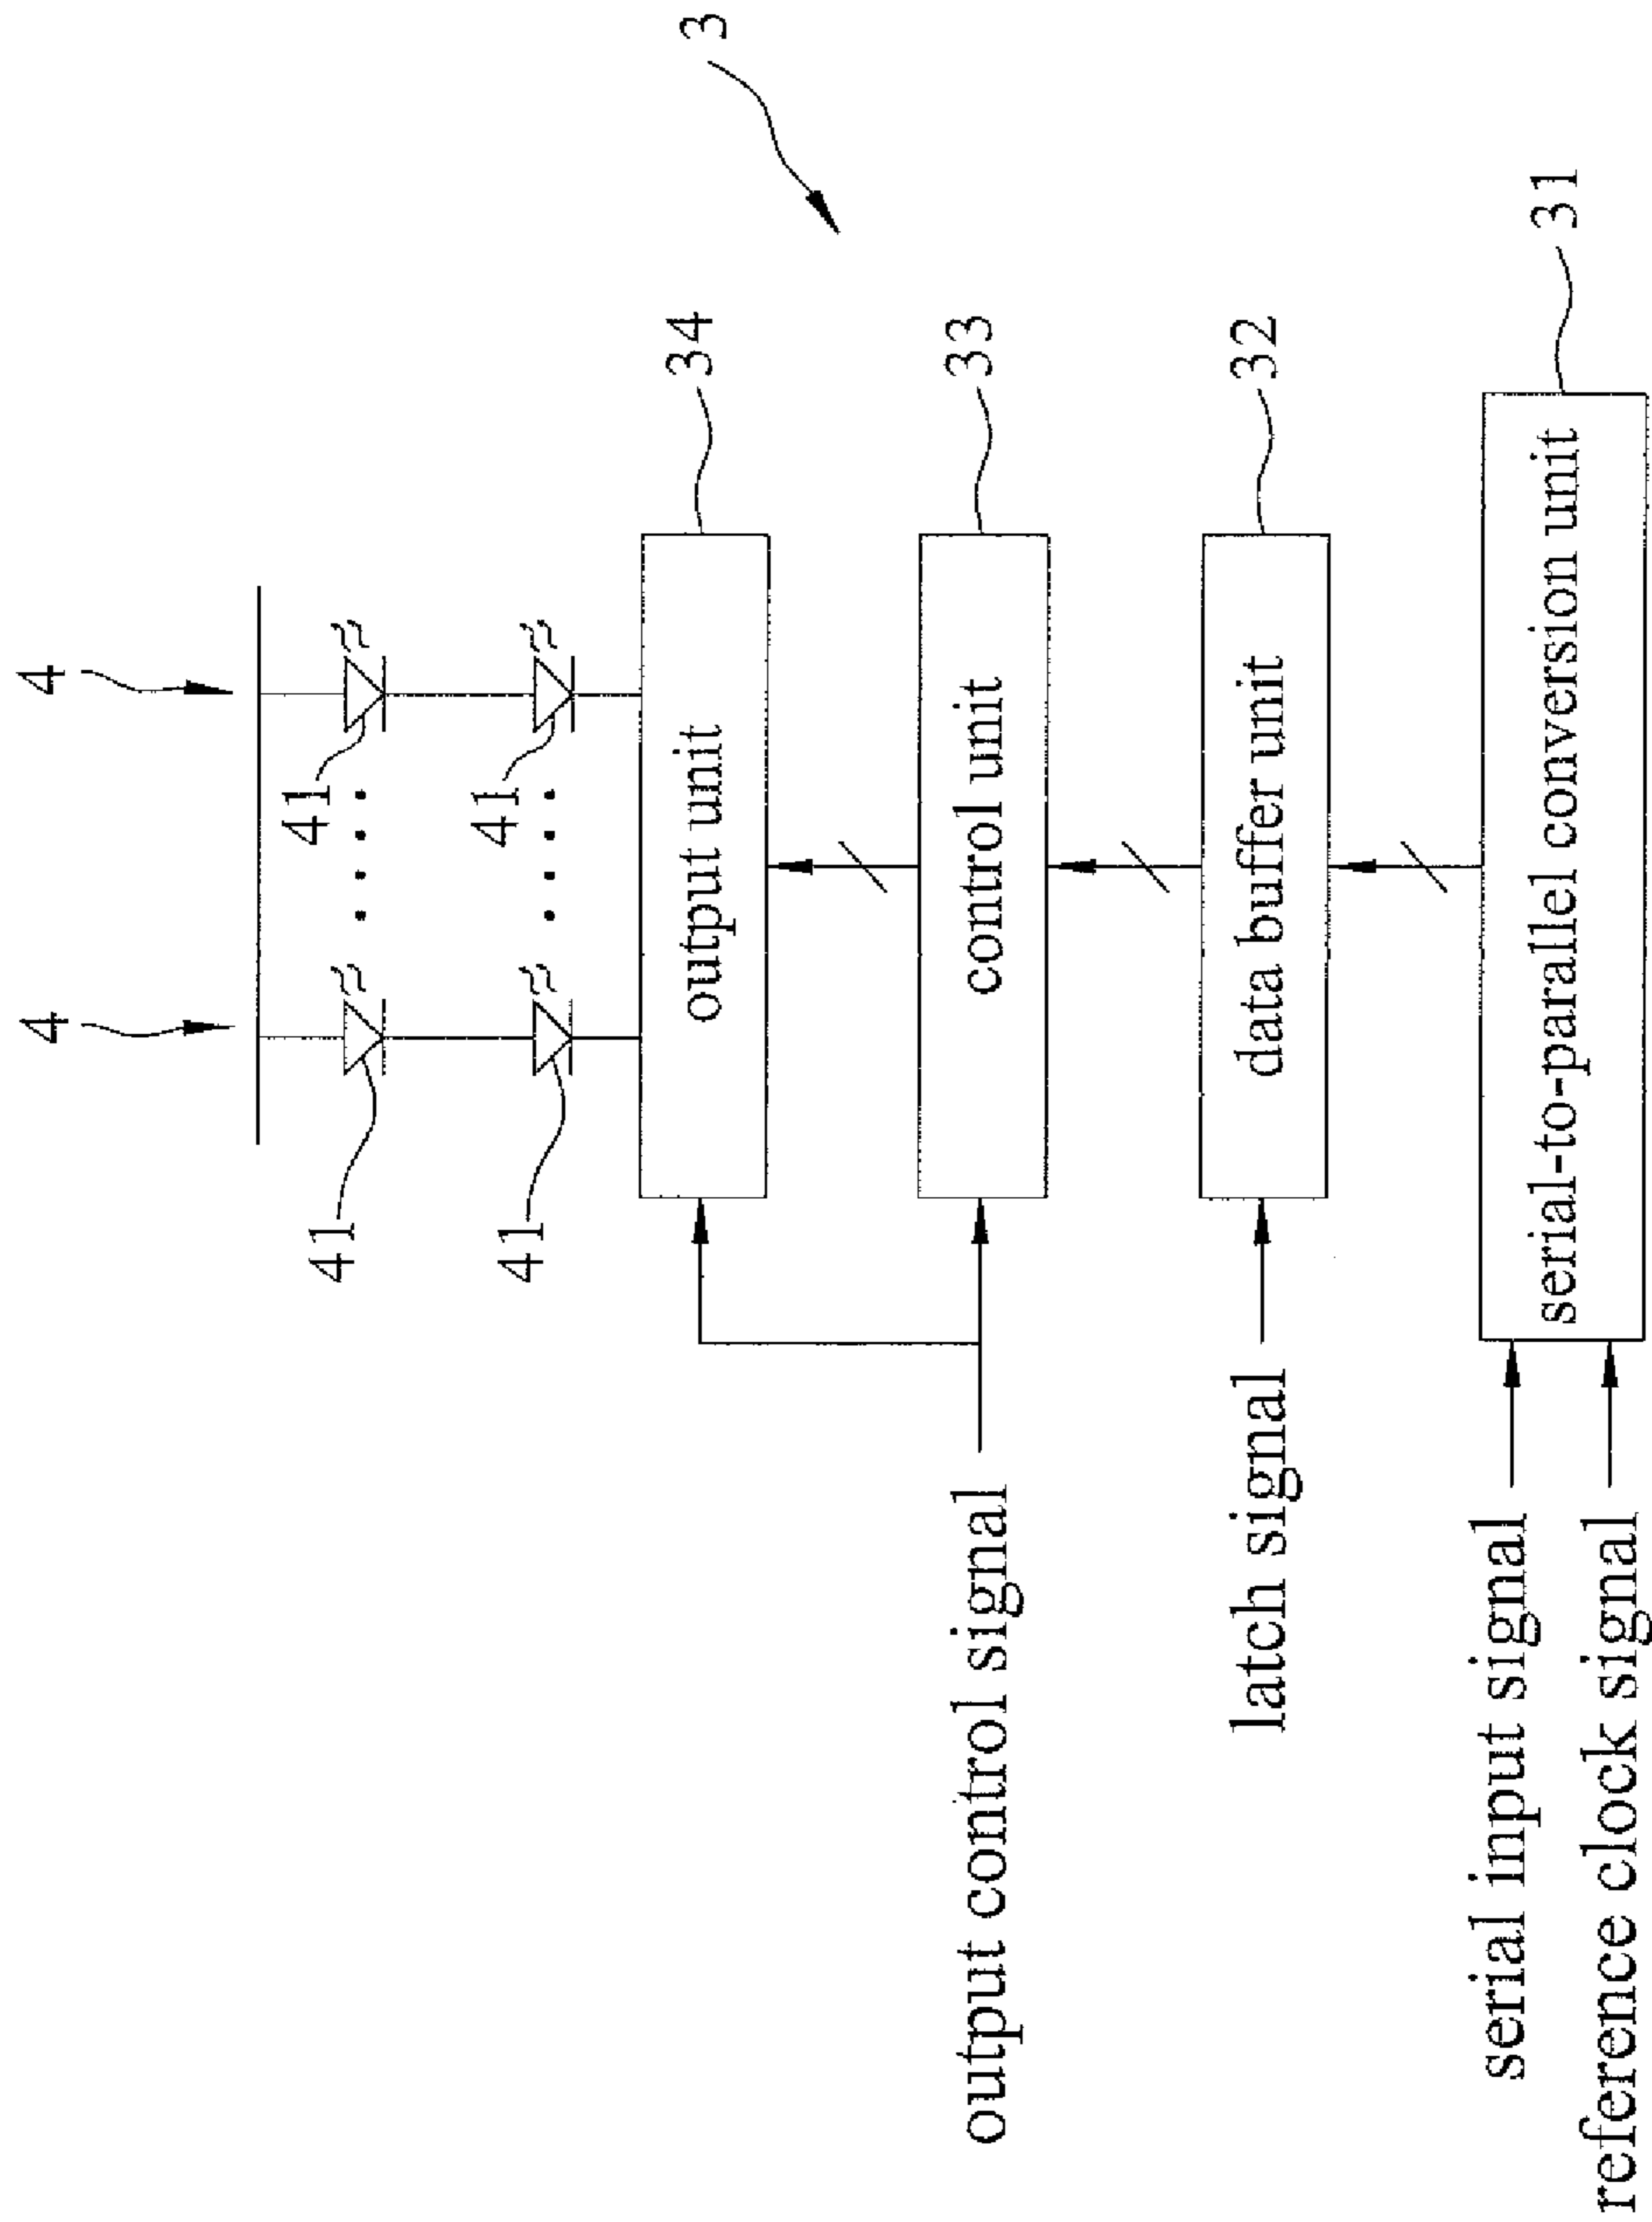 4
4
41
41
41
41
3
output unit
34
output control signal
control unit
33
latch signal
data buffer unit
32
serial input signal
reference clock signal
serial-to-parallel conversion unit
31